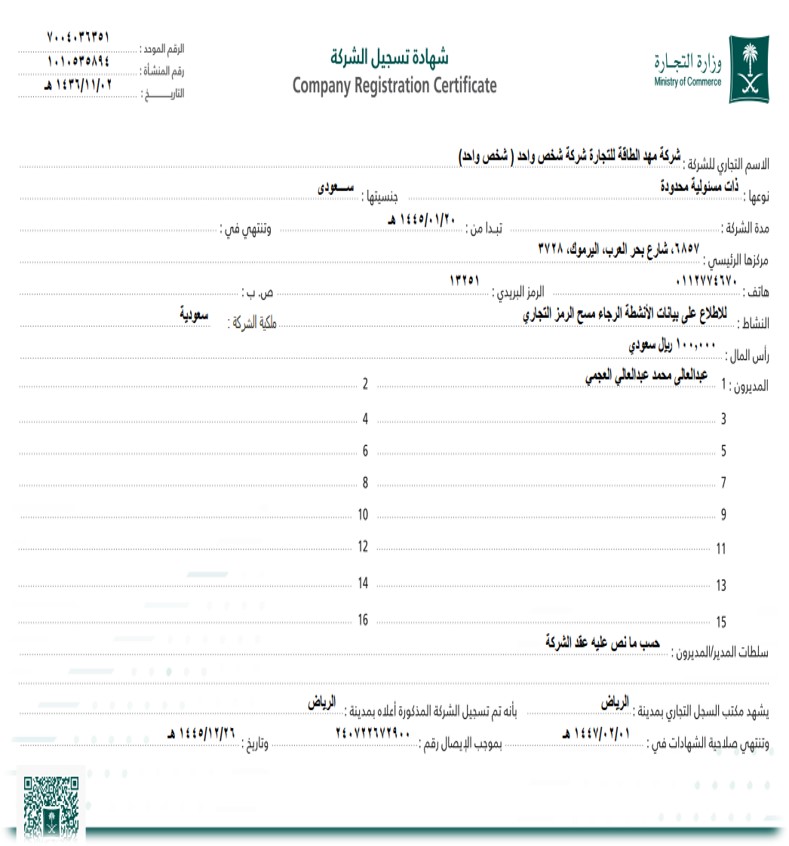 وزارة التجارة
Ministry of Commerce
شهادة تسجيل الشركة
Company Registration Certificate
الرقم الموحد : ٧٠٠٤٠٣٦٣٥١
رقم المنشأة : ١٠١٠٥٣٥٨٩٤
التاريـــــخ : ١٤٣٦/١١/٠٢ هـ
الاسم التجاري للشركة : شركة مهد الطاقة للتجارة شركة شخص واحد ( شخص واحد)
نوعها : ذات مسئولية محدودة جنسيتها : ســعودى
مدة الشركة : تبـدا من : ١٤٤٥/٠١/٢٠ هـ وتنتهي في :
مركزها الرئيسي : ٦٨٥٧، شارع بحر العرب، اليرموك، ٣٧٢٨
هاتف : ٠١١٢٧٧٤٦٧٠ الرمز البريدي : ١٣٢٥١ ص. ب :
النشاط : للاطلاع على بيانات الأنشطة الرجاء مسح الرمز التجاري ملكية الشركة : سعودية
رأس المال : ١٠٠,٠٠٠ ريال سعودي
المديرون : 1 عبدالعالى محمد عبدالعالي العجمي 2
3 4
5 6
7 8
9 10
11 12
13 14
15 16
سلطات المدير/المديرون : حسب ما نص عليه عقد الشركة
يشهد مكتب السجل التجاري بمدينة : الرياض بأنه تم تسجيل الشركة المذكورة أعلاه بمدينة : الرياض
وتنتهي صلاحية الشهادات في : ١٤٤٧/٠٢/٠١ هـ بموجب الإيصال رقم : ٢٤٠٧٢٢٦٧٢٩٠٠ وتاريخ : ١٤٤٥/١٢/٢٦ هـ